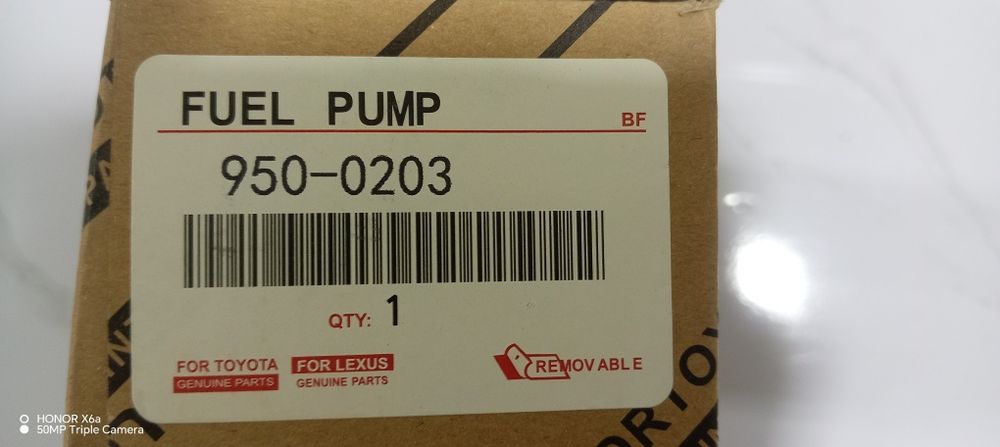 FUEL PUMP
BF
950-0203
QTY: 1
FOR TOYOTA
GENUINE PARTS
FOR LEXUS
GENUINE PARTS
REMOVABLE
HONOR X6a
50MP Triple Camera